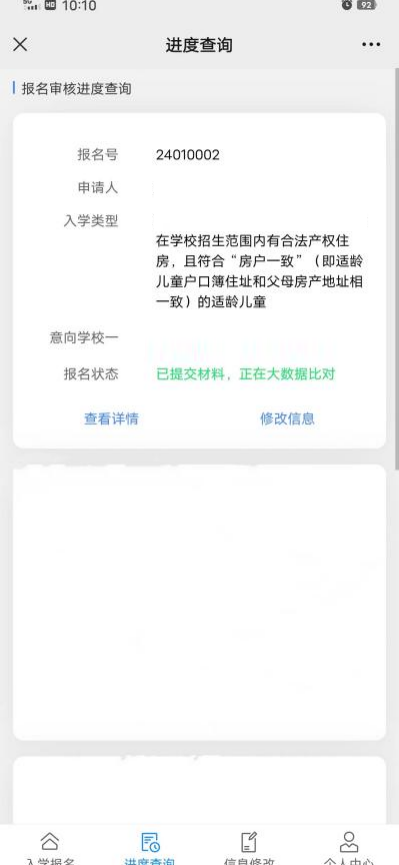 5G HD 10:10 92
进度查询
报名审核进度查询
报名号 24010002
申请人
入学类型
在学校招生范围内有合法产权住
房，且符合“房户一致”（即适龄
儿童户口簿住址和父母房产地址相
一致）的适龄儿童
意向学校一
报名状态 已提交材料，正在大数据比对
查看详情 修改信息
入学报名 进度查询 信息修改 个人中心